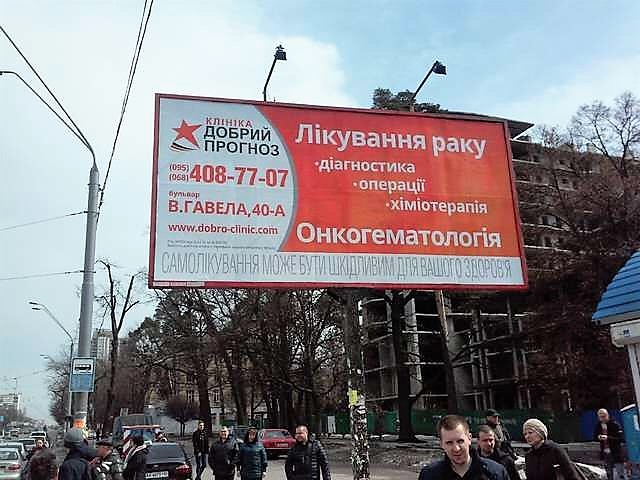 КЛІНІКА
ДОБРИЙ
ПРОГНОЗ
(095)
(068) 408-77-07
бульвар
В.ГАВЕЛА,40-А
www.dobro-clinic.com
Лікування раку
·діагностика
·операції
·хіміотерапія
Онкогематологія
САМОЛІКУВАННЯ МОЖЕ БУТИ ШКІДЛИВИМ ДЛЯ ВАШОГО ЗДОРОВ'Я